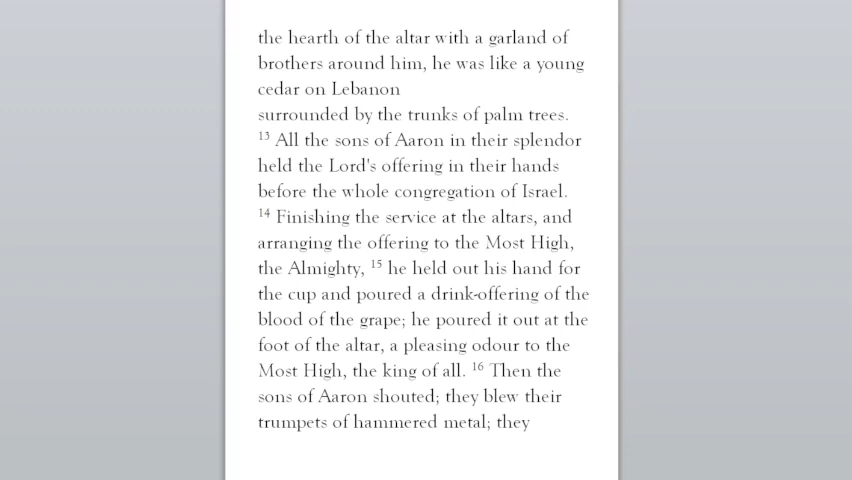 the hearth of the altar with a garland of
brothers around him, he was like a young
cedar on Lebanon
surrounded by the trunks of palm trees.
13 All the sons of Aaron in their splendor
held the Lord's offering in their hands
before the whole congregation of Israel.
14 Finishing the service at the altars, and
arranging the offering to the Most High,
the Almighty, 15 he held out his hand for
the cup and poured a drink-offering of the
blood of the grape; he poured it out at the
foot of the altar, a pleasing odour to the
Most High, the king of all. 16 Then the
sons of Aaron shouted; they blew their
trumpets of hammered metal; they